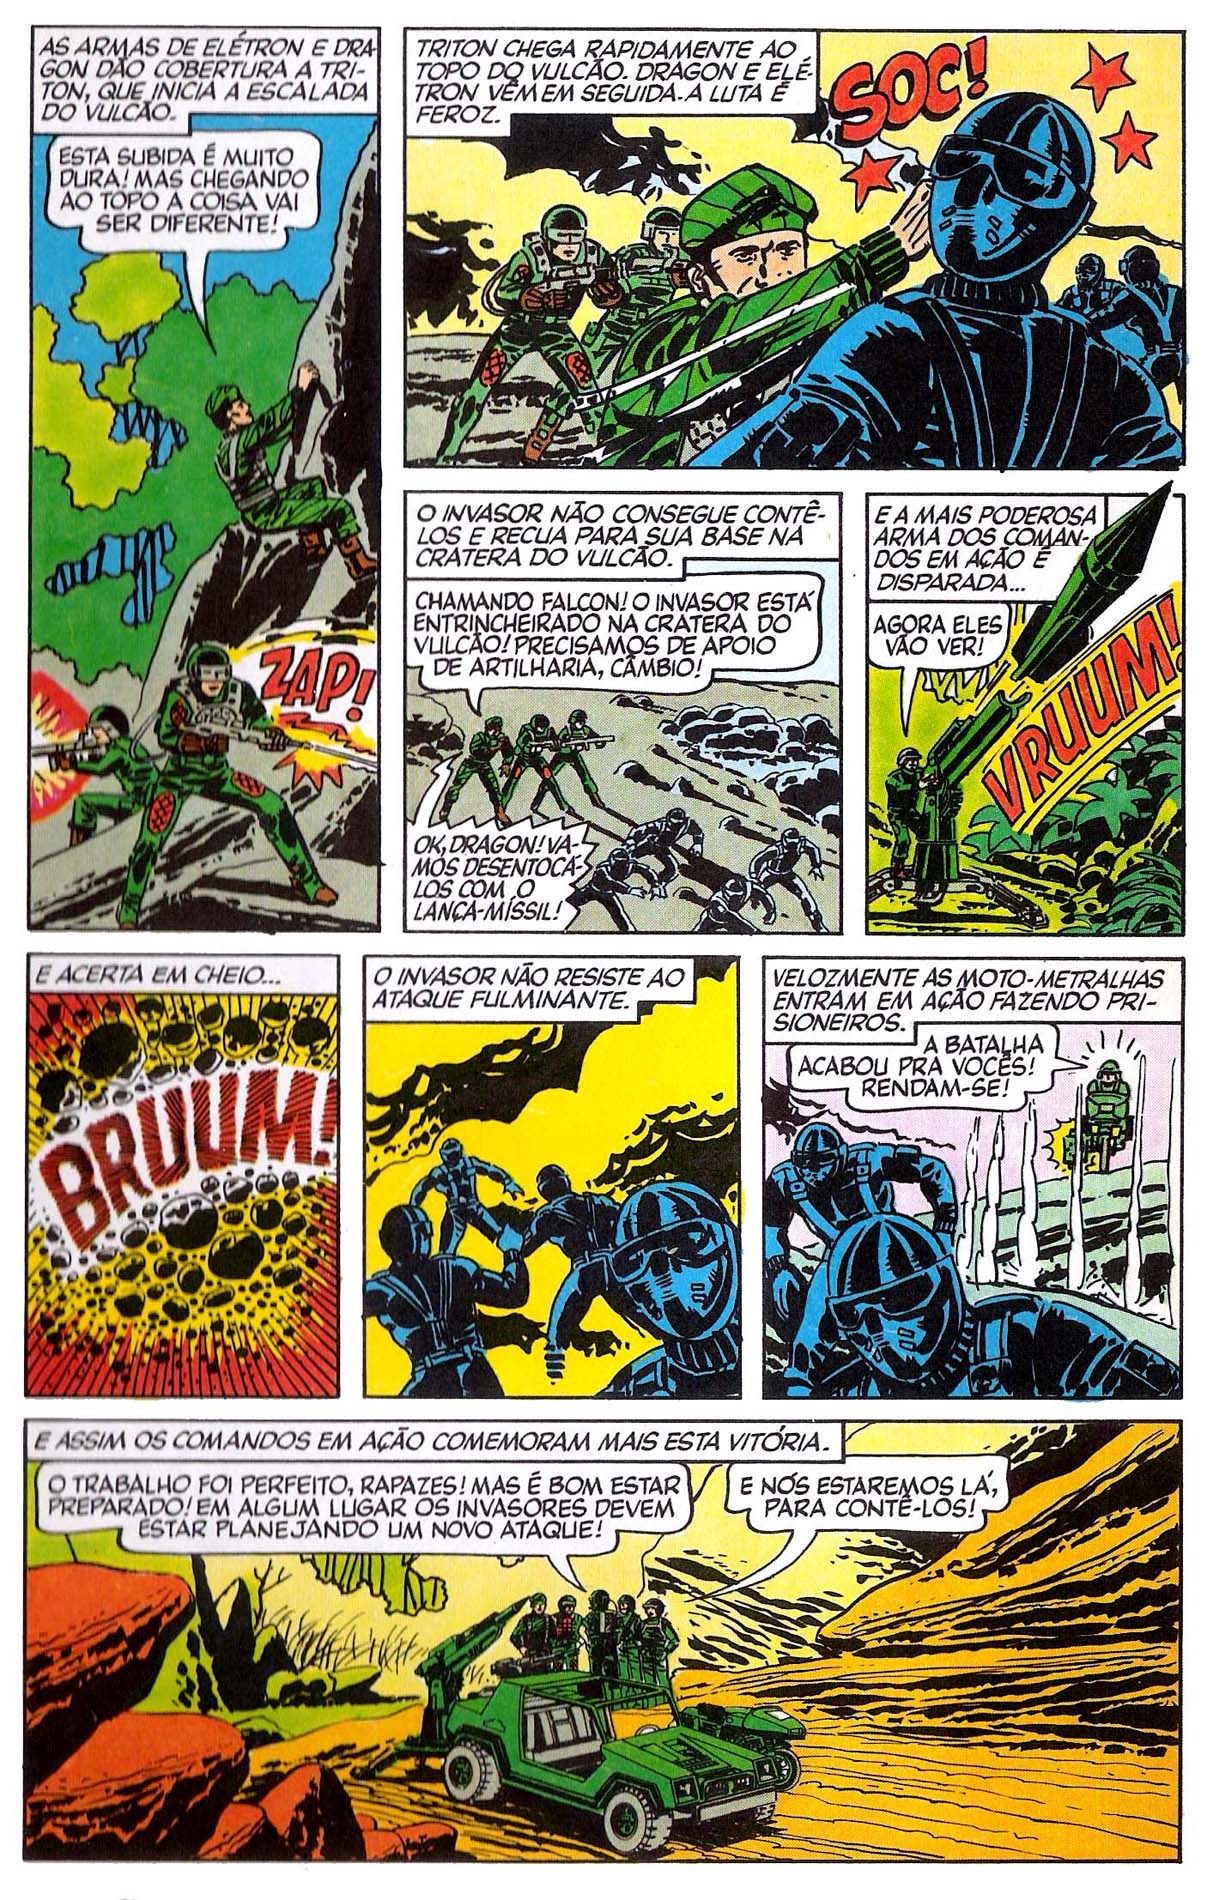 AS ARMAS DE ELÉTRON E DRA-
GON DÃO COBERTURA A TRI-
TON, QUE INICIA A ESCALADA
DO VULCÃO.
ESTA SUBIDA É MUITO
DURA! MAS CHEGANDO
AO TOPO A COISA VAI
SER DIFERENTE!
ZAP!
TRITON CHEGA RAPIDAMENTE AO
TOPO DO VULCÃO. DRAGON E ELÉ-
TRON VÊM EM SEGUIDA. A LUTA É
FEROZ.
SOC!
O INVASOR NÃO CONSEGUE CONTÊ-
LOS E RECUA PARA SUA BASE NA
CRATERA DO VULCÃO.
CHAMANDO FALCON! O INVASOR ESTÁ
ENTRINCHEIRADO NA CRATERA DO
VULCÃO! PRECISAMOS DE APOIO
DE ARTILHARIA, CÂMBIO!
OK, DRAGON! VA-
MOS DESENTOCÁ-
LOS COM O
LANÇA-MÍSSIL!
E A MAIS PODEROSA
ARMA DOS COMAN-
DOS EM AÇÃO É
DISPARADA...
AGORA ELES
VÃO VER!
VRUUM!
E ACERTA EM CHEIO...
BRUUM!
O INVASOR NÃO RESISTE AO
ATAQUE FULMINANTE.
VELOZMENTE AS MOTO-METRALHAS
ENTRAM EM AÇÃO FAZENDO PRI-
SIONEIROS.
A BATALHA
ACABOU PRA VOCÊS!
RENDAM-SE!
E ASSIM OS COMANDOS EM AÇÃO COMEMORAM MAIS ESTA VITÓRIA.
O TRABALHO FOI PERFEITO, RAPAZES! MAS É BOM ESTAR
PREPARADO! EM ALGUM LUGAR OS INVASORES DEVEM
ESTAR PLANEJANDO UM NOVO ATAQUE!
E NÓS ESTAREMOS LÁ,
PARA CONTÊ-LOS!